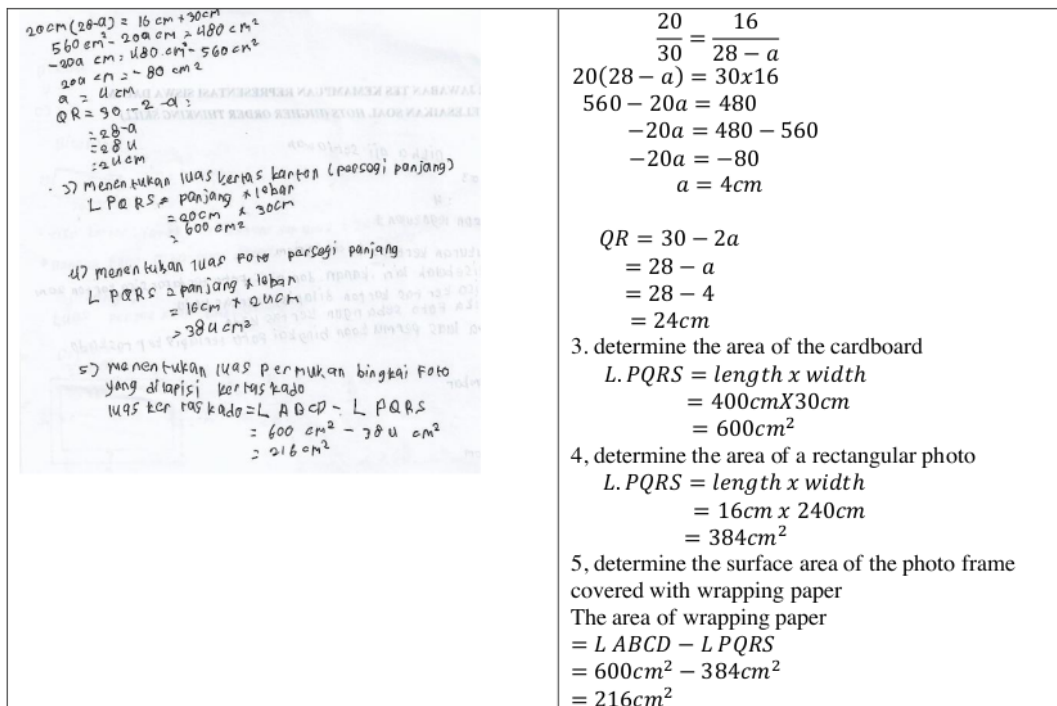 20cm (28-a) = 16 cm x 30cm
560 cm² - 20a cm = 480 cm²
-20a cm = 480 cm² - 560 cm²
20a cm = - 80 cm²
a = 4 cm
QR = 30 - 2 - a =
= 28-a
= 28 4
= 24cm
3) menentukan luas kertas karton (persegi panjang)
L PQRS = panjang x lebar
= 20cm x 30cm
= 600 cm²
4) menentukan luas Foto persegi panjang
L PQRS = panjang x lebar
= 16cm x 24cm
= 384 cm²
5) menentukan luas permukan bingkai Foto
yang dilapisi kertas kado
luas kertas kado = L ABCD - L PQRS
= 600 cm² - 384 cm²
= 216 cm²
20/30 = 16/(28 − a)
20(28 − a) = 30x16
560 − 20a = 480
−20a = 480 − 560
−20a = −80
a = 4cm
QR = 30 − 2a
= 28 − a
= 28 − 4
= 24cm
3. determine the area of the cardboard
L. PQRS = length x width
= 400cmX30cm
= 600cm²
4, determine the area of a rectangular photo
L. PQRS = length x width
= 16cm x 240cm
= 384cm²
5, determine the surface area of the photo frame
covered with wrapping paper
The area of wrapping paper
= L ABCD − L PQRS
= 600cm² − 384cm²
= 216cm²